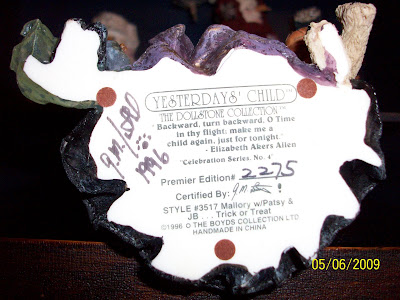 YESTERDAYS' CHILD™
THE DOLLSTONE COLLECTION™
"Backward, turn backward, O Time
in thy flight; make me a
child again, just for tonight."
- Elizabeth Akers Allen
"Celebration Series, No. 4"
Premier Edition# 2275
Certified By:
STYLE #3517 Mallory w/Patsy &
JB . . . Trick or Treat
©1996 THE BOYDS COLLECTION LTD
HANDMADE IN CHINA
1996
05/06/2009